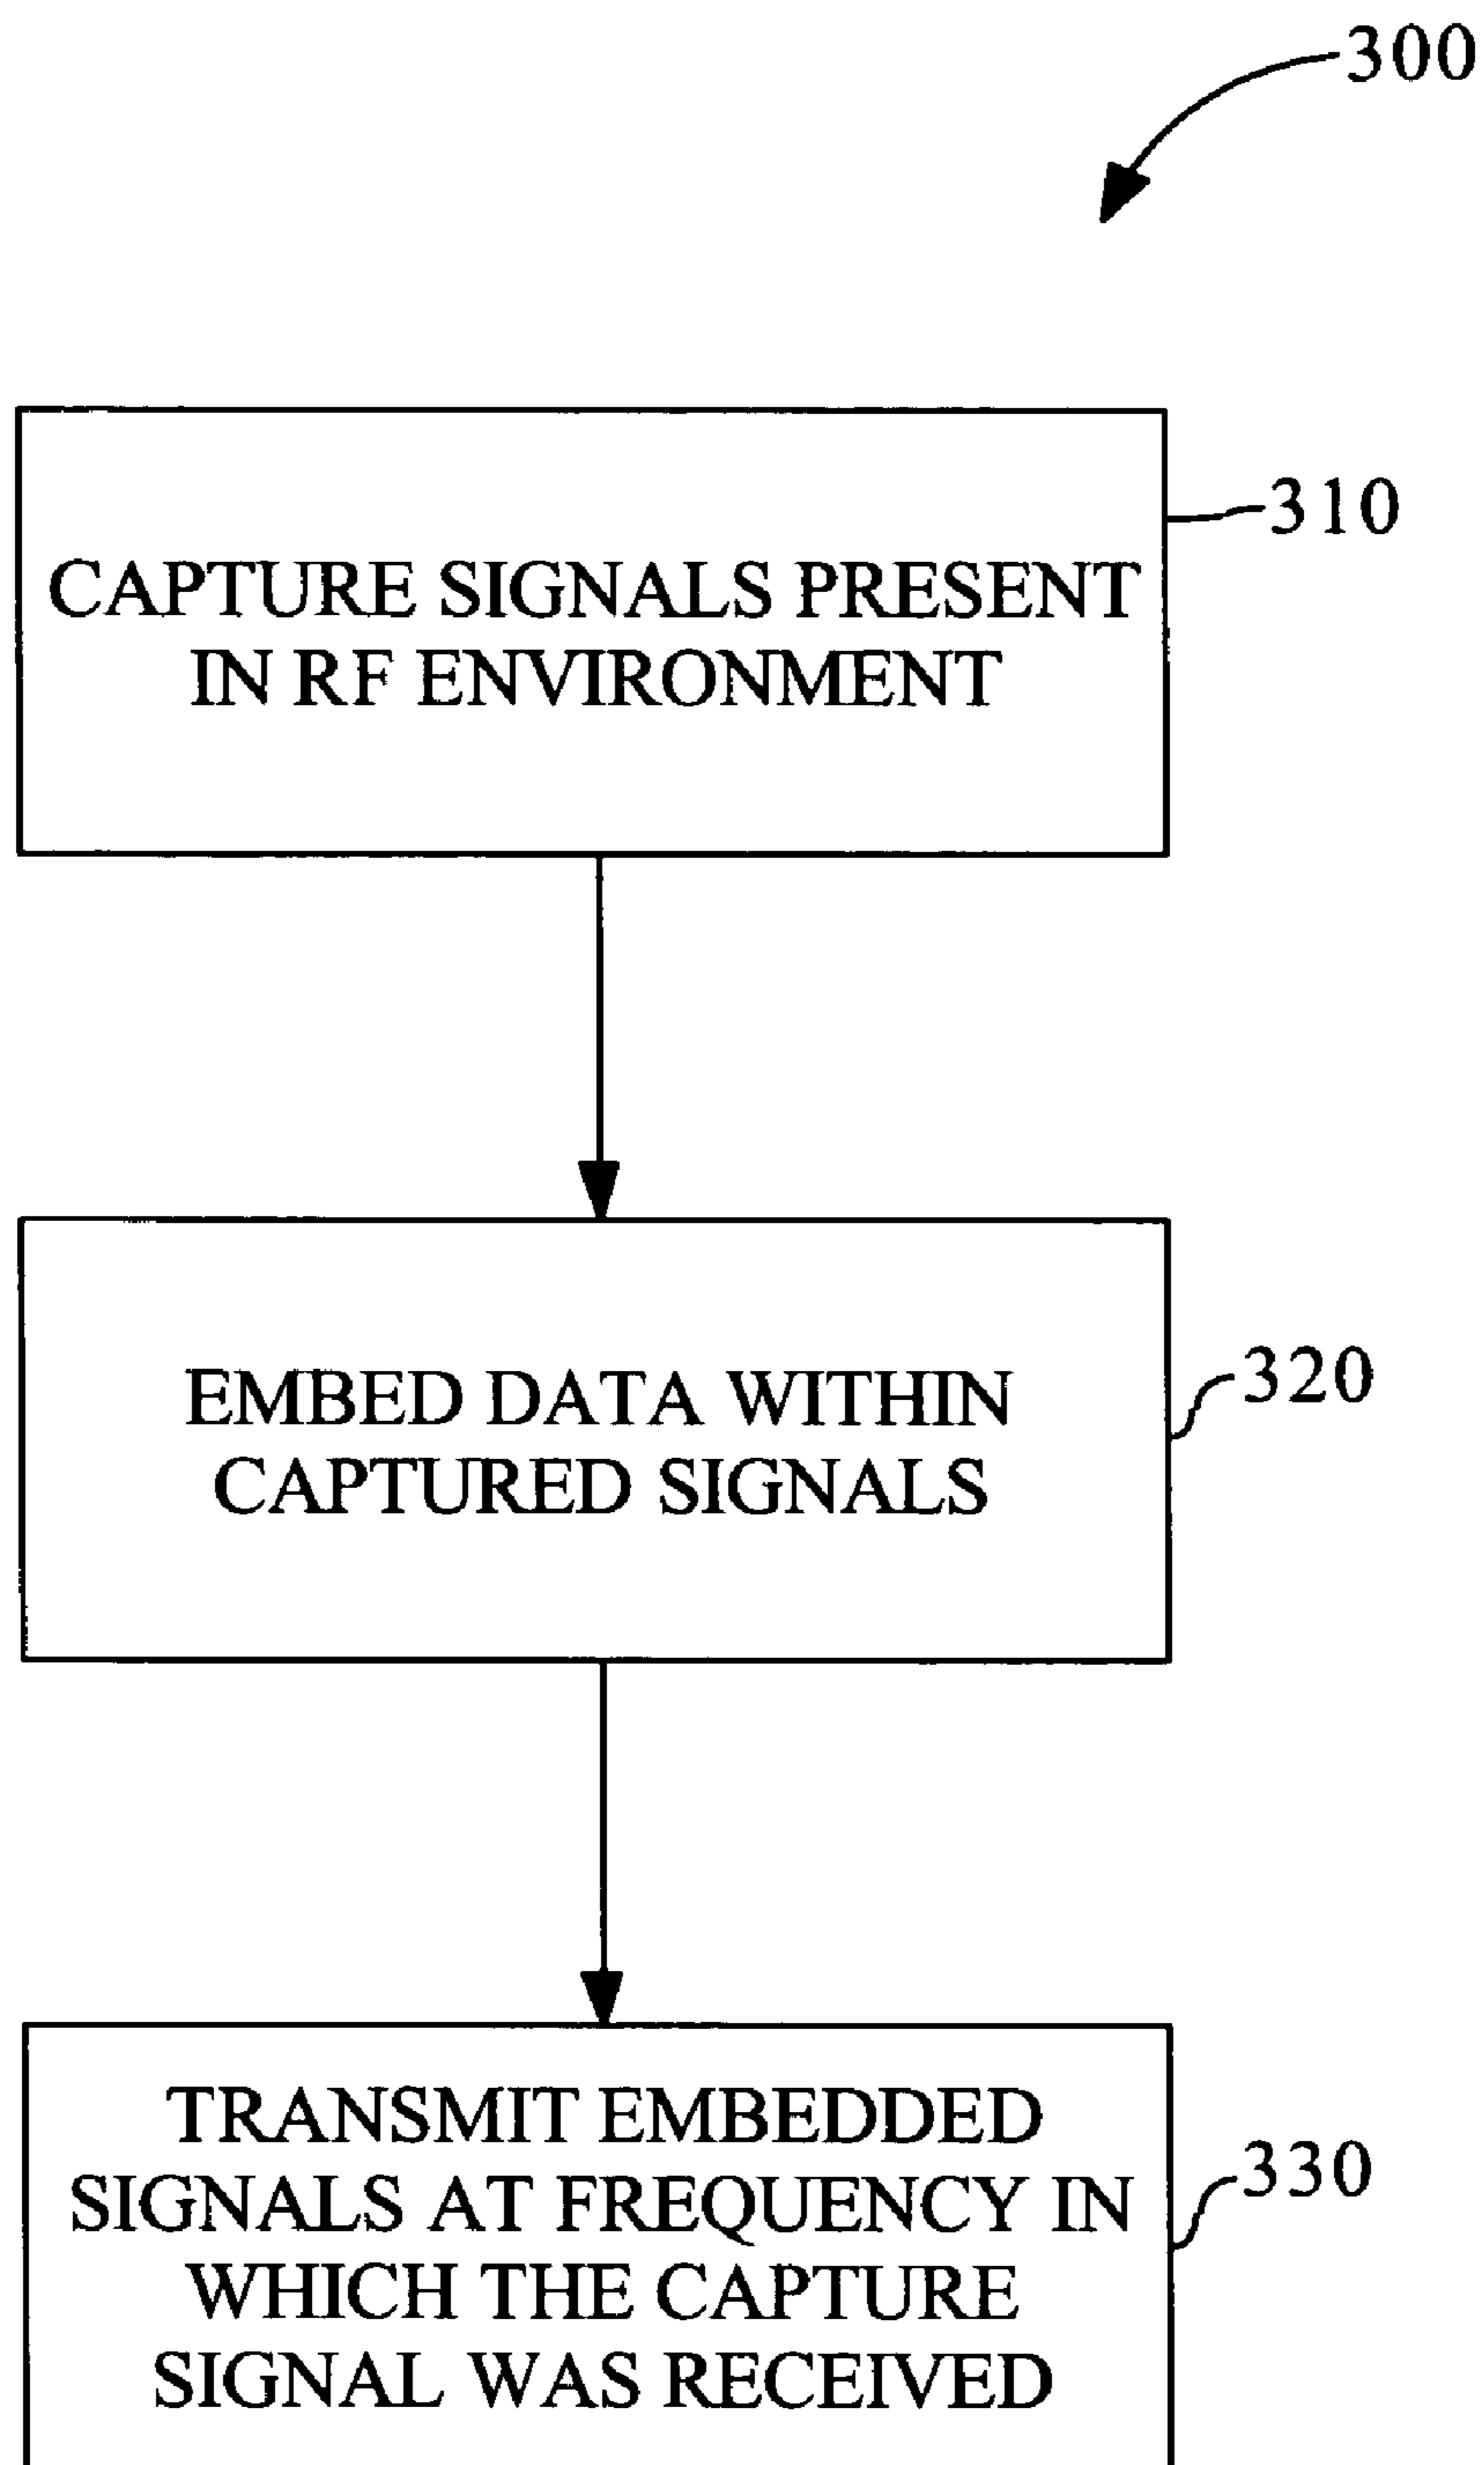 300
310
CAPTURE SIGNALS PRESENT
IN RF ENVIRONMENT
320
EMBED DATA WITHIN
CAPTURED SIGNALS
330
TRANSMIT EMBEDDED
SIGNALS AT FREQUENCY IN
WHICH THE CAPTURE
SIGNAL WAS RECEIVED